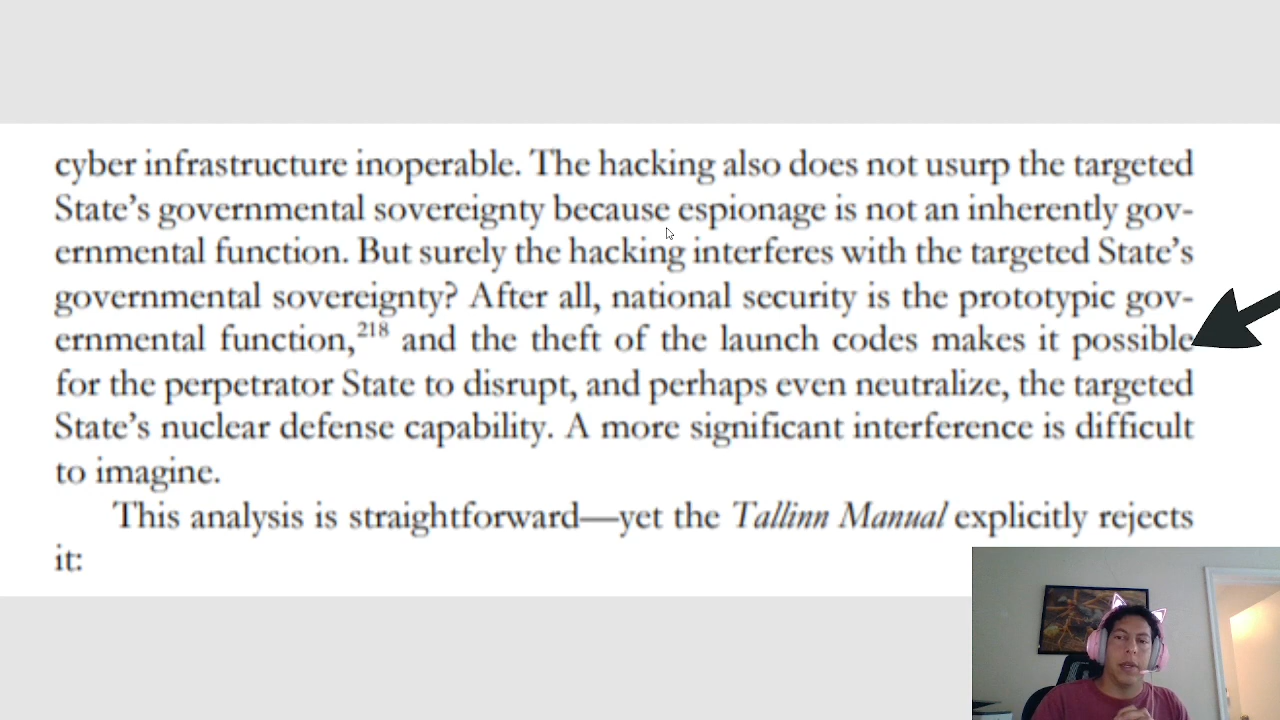 cyber infrastructure inoperable. The hacking also does not usurp the targeted
State’s governmental sovereignty because espionage is not an inherently gov-
ernmental function. But surely the hacking interferes with the targeted State’s
governmental sovereignty? After all, national security is the prototypic gov-
ernmental function,²¹⁸ and the theft of the launch codes makes it possible
for the perpetrator State to disrupt, and perhaps even neutralize, the targeted
State’s nuclear defense capability. A more significant interference is difficult
to imagine.
This analysis is straightforward—yet the Tallinn Manual explicitly rejects
it: